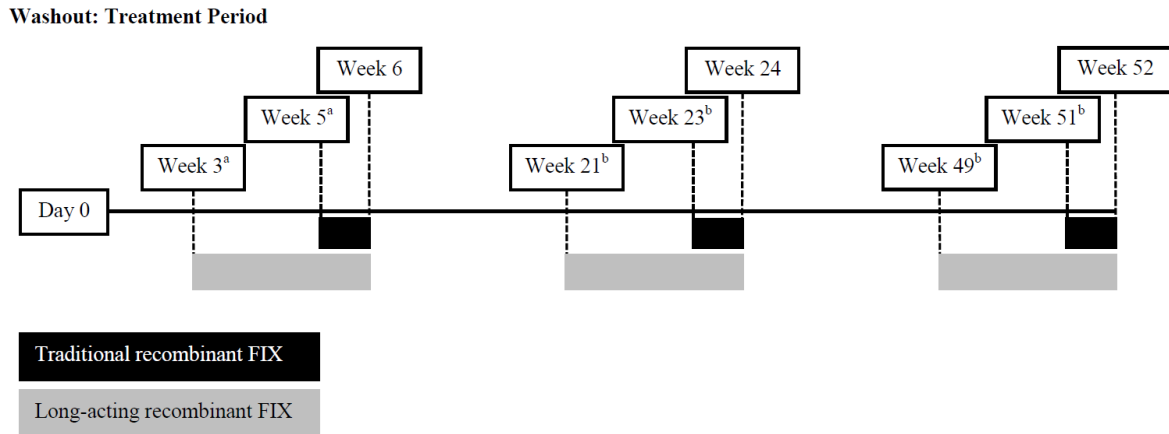 Washout: Treatment Period
Week 6
Week 24
Week 52
Week 5ᵃ
Week 23ᵇ
Week 51ᵇ
Week 3ᵃ
Week 21ᵇ
Week 49ᵇ
Day 0
Traditional recombinant FIX
Long-acting recombinant FIX